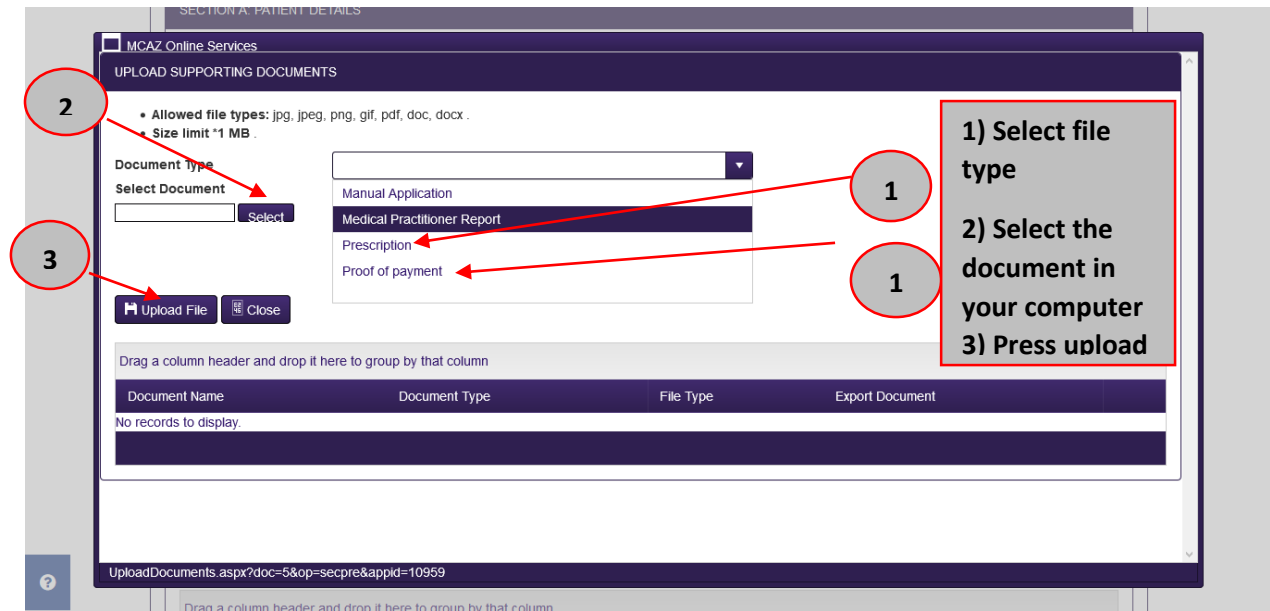 SECTION A: PATIENT DETAILS
MCAZ Online Services
UPLOAD SUPPORTING DOCUMENTS
2
• Allowed file types: jpg, jpeg, png, gif, pdf, doc, docx .
• Size limit *1 MB .
Document Type
Select Document
Select
Manual Application
Medical Practitioner Report
Prescription
Proof of payment
1
1
3
Upload File
Close
1) Select file
type
2) Select the
document in
your computer
3) Press upload
Drag a column header and drop it here to group by that column
Document Name Document Type File Type Export Document
No records to display.
UploadDocuments.aspx?doc=5&op=secpre&appid=10959
Drag a column header and drop it here to group by that column